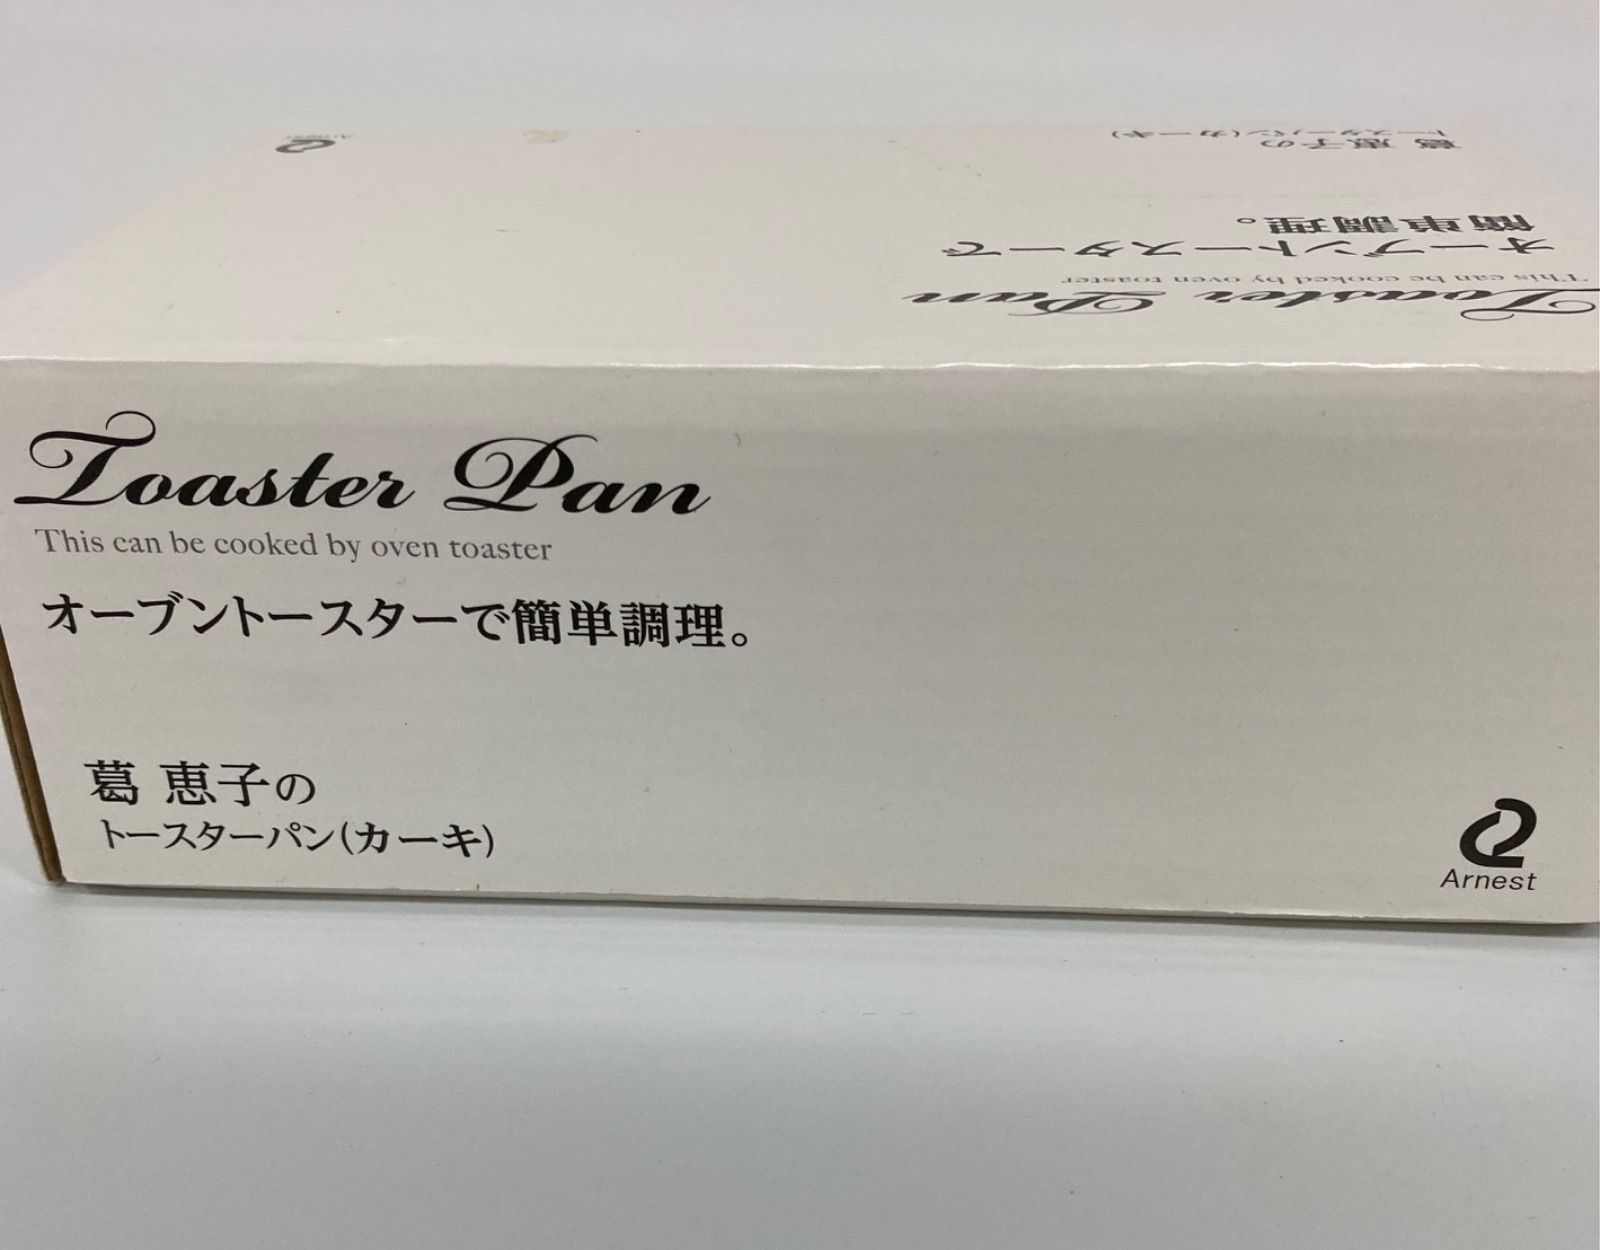 Arnest
葛 恵子の
トースターパン(カーキ)
オーブントースターで
簡単調理。
This can be cooked by oven toaster
Toaster Pan
Toaster Pan
This can be cooked by oven toaster
オーブントースターで簡単調理。
葛 恵子の
トースターパン(カーキ)
Arnest